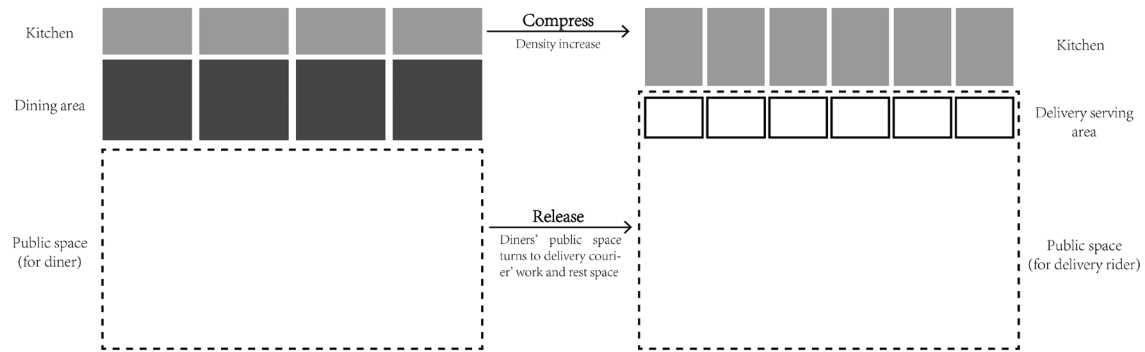 Kitchen
Dining area
Public space
(for diner)
Compress
Density increase
Release
Diners’ public space
turns to delivery couri-
er’ work and rest space
Kitchen
Delivery serving
area
Public space
(for delivery rider)